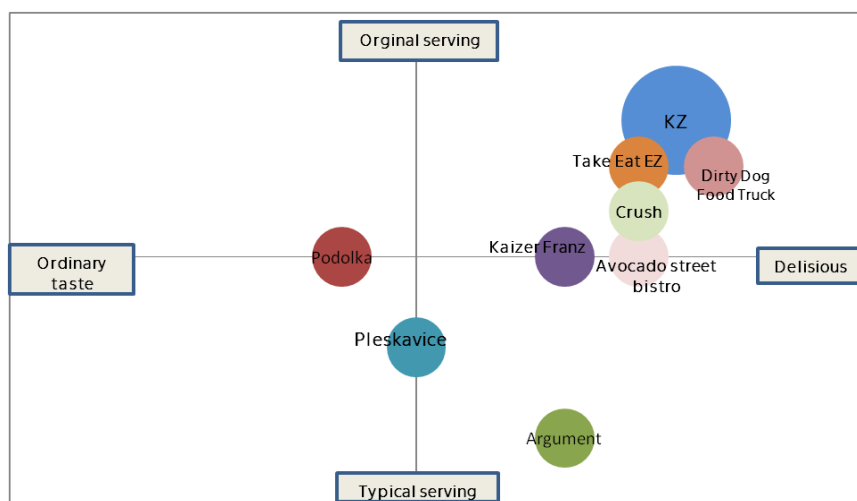 Orginal serving
KZ
Take Eat EZ
Dirty Dog
Food Truck
Crush
Kaizer Franz
Podolka
Avocado street
bistro
Ordinary
taste
Delisious
Pleskavice
Argument
Typical serving